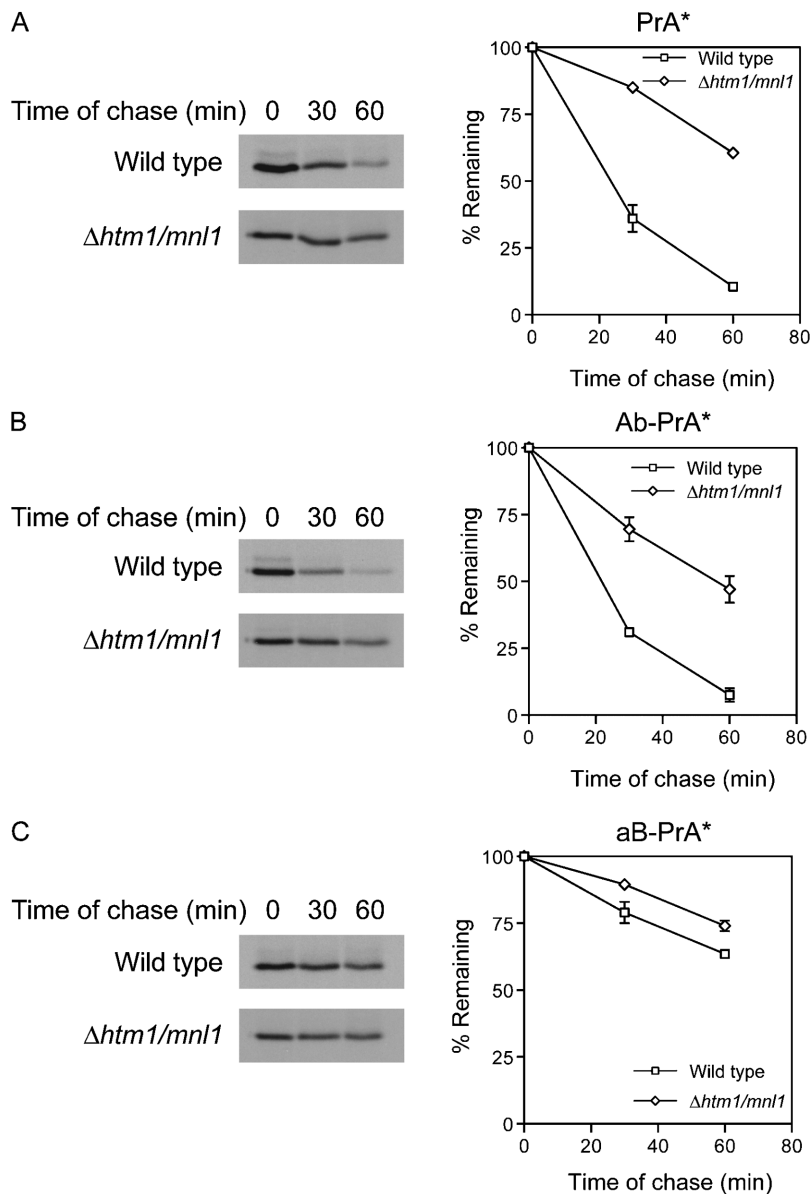 A
Time of chase (min) 0 30 60
Wild type
Δhtm1/mnl1
PrA*
100
75
50
25
0
% Remaining
Wild type
Δhtm1/mnl1
0 20 40 60 80
Time of chase (min)
B
Time of chase (min) 0 30 60
Wild type
Δhtm1/mnl1
Ab-PrA*
100
75
50
25
0
% Remaining
Wild type
Δhtm1/mnl1
0 20 40 60 80
Time of chase (min)
C
Time of chase (min) 0 30 60
Wild type
Δhtm1/mnl1
aB-PrA*
100
75
50
25
0
% Remaining
Wild type
Δhtm1/mnl1
0 20 40 60 80
Time of chase (min)